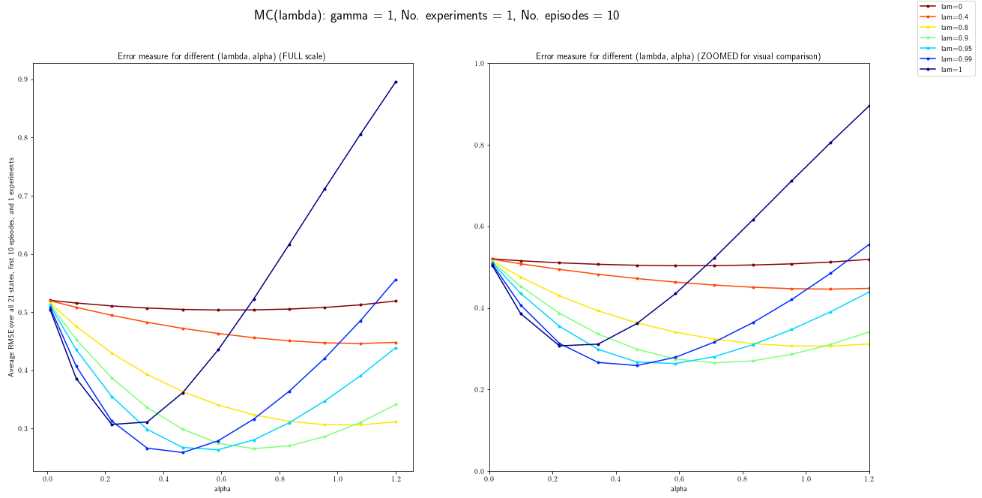 MC(lambda): gamma = 1, No. experiments = 1, No. episodes = 10
lam=0
lam=0.4
lam=0.8
lam=0.9
lam=0.95
lam=0.99
lam=1
Error measure for different (lambda, alpha) (FULL scale)
Average RMSE over all 21 states, first 10 episodes, and 1 experiments
0.9
0.8
0.7
0.6
0.5
0.4
0.3
0.0 0.2 0.4 0.6 0.8 1.0 1.2
alpha
Error measure for different (lambda, alpha) (ZOOMED for visual comparison)
1.0
0.8
0.6
0.4
0.2
0.0
0.0 0.2 0.4 0.6 0.8 1.0 1.2
alpha